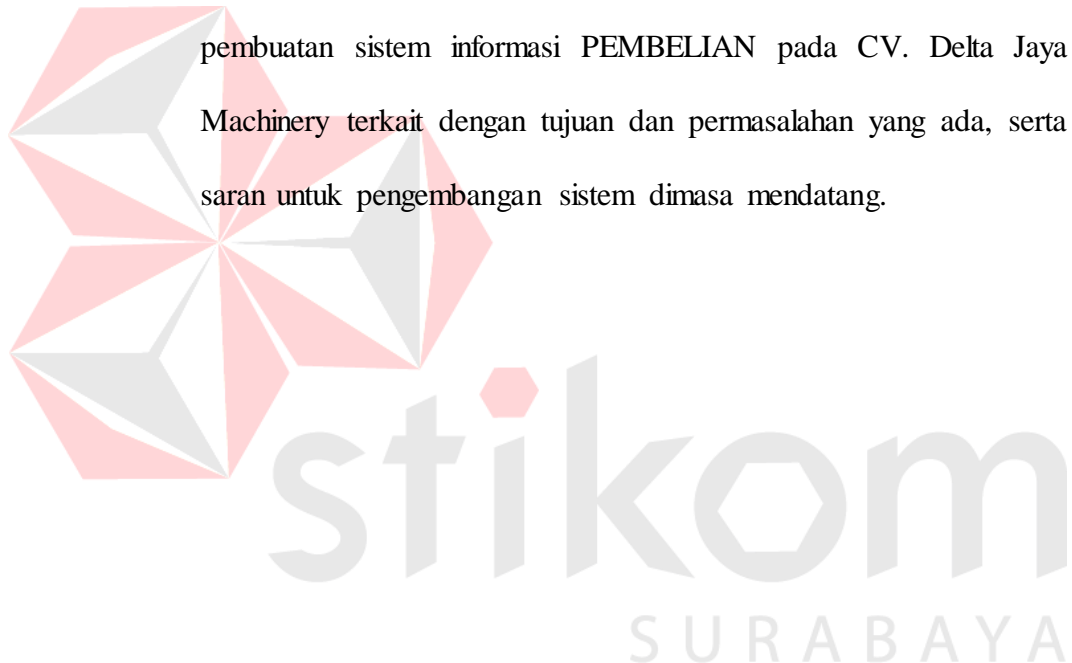 pembuatan sistem informasi PEMBELIAN pada CV. Delta Jaya
Machinery terkait dengan tujuan dan permasalahan yang ada, serta
saran untuk pengembangan sistem dimasa mendatang.
stikom
SURABAYA